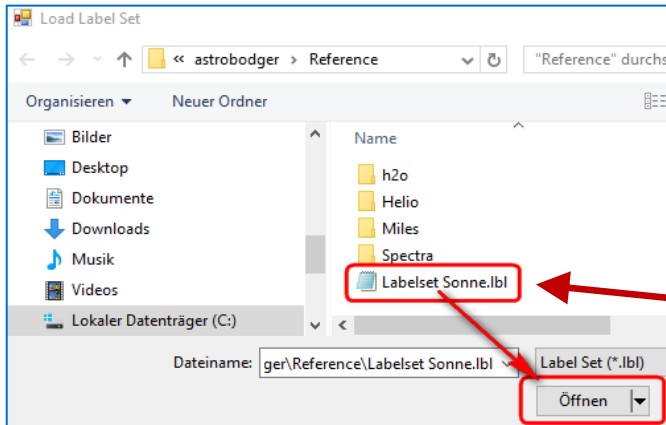 Load Label Set
« astrobodger > Reference
"Reference" durchs
Organisieren
Neuer Ordner
Bilder
Desktop
Dokumente
Downloads
Musik
Videos
Lokaler Datenträger (C:)
Name
h2o
Helio
Miles
Spectra
Labelset Sonne.lbl
Dateiname: ger\Reference\Labelset Sonne.lbl
Label Set (*.lbl)
Öffnen